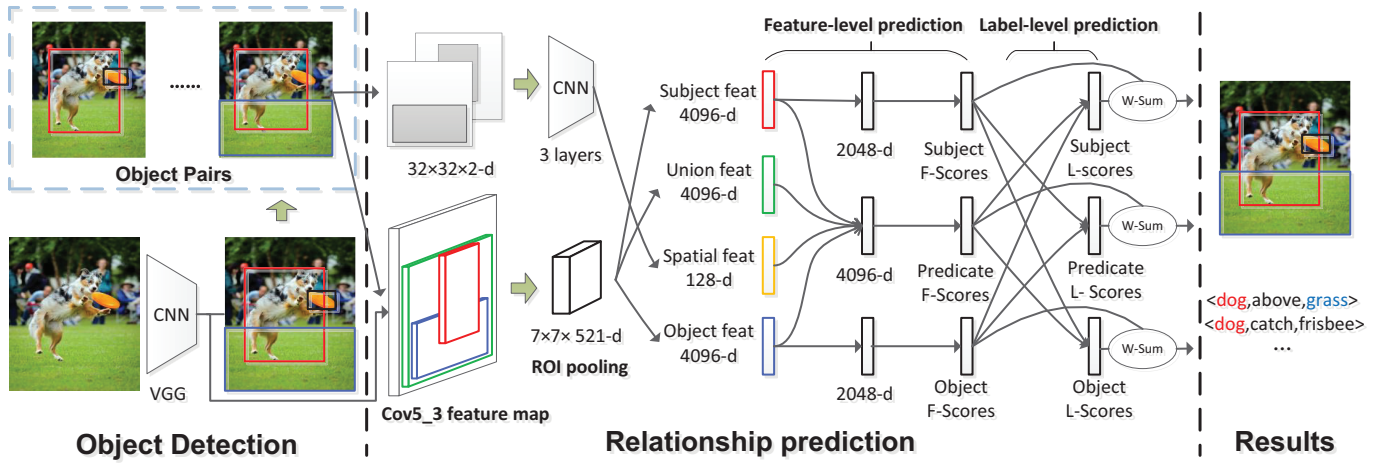 Object Pairs
......
CNN
VGG
Object Detection
32×32×2-d
CNN
3 layers
Cov5_3 feature map
7×7× 521-d
ROI pooling
Feature-level prediction
Label-level prediction
Subject feat
4096-d
Union feat
4096-d
Spatial feat
128-d
Object feat
4096-d
2048-d
4096-d
2048-d
Subject
F-Scores
Predicate
F-Scores
Object
F-Scores
Subject
L-scores
Predicate
L- Scores
Object
L-Scores
W-Sum
W-Sum
W-Sum
Relationship prediction
<dog,above,grass>
<dog,catch,frisbee>
...
Results